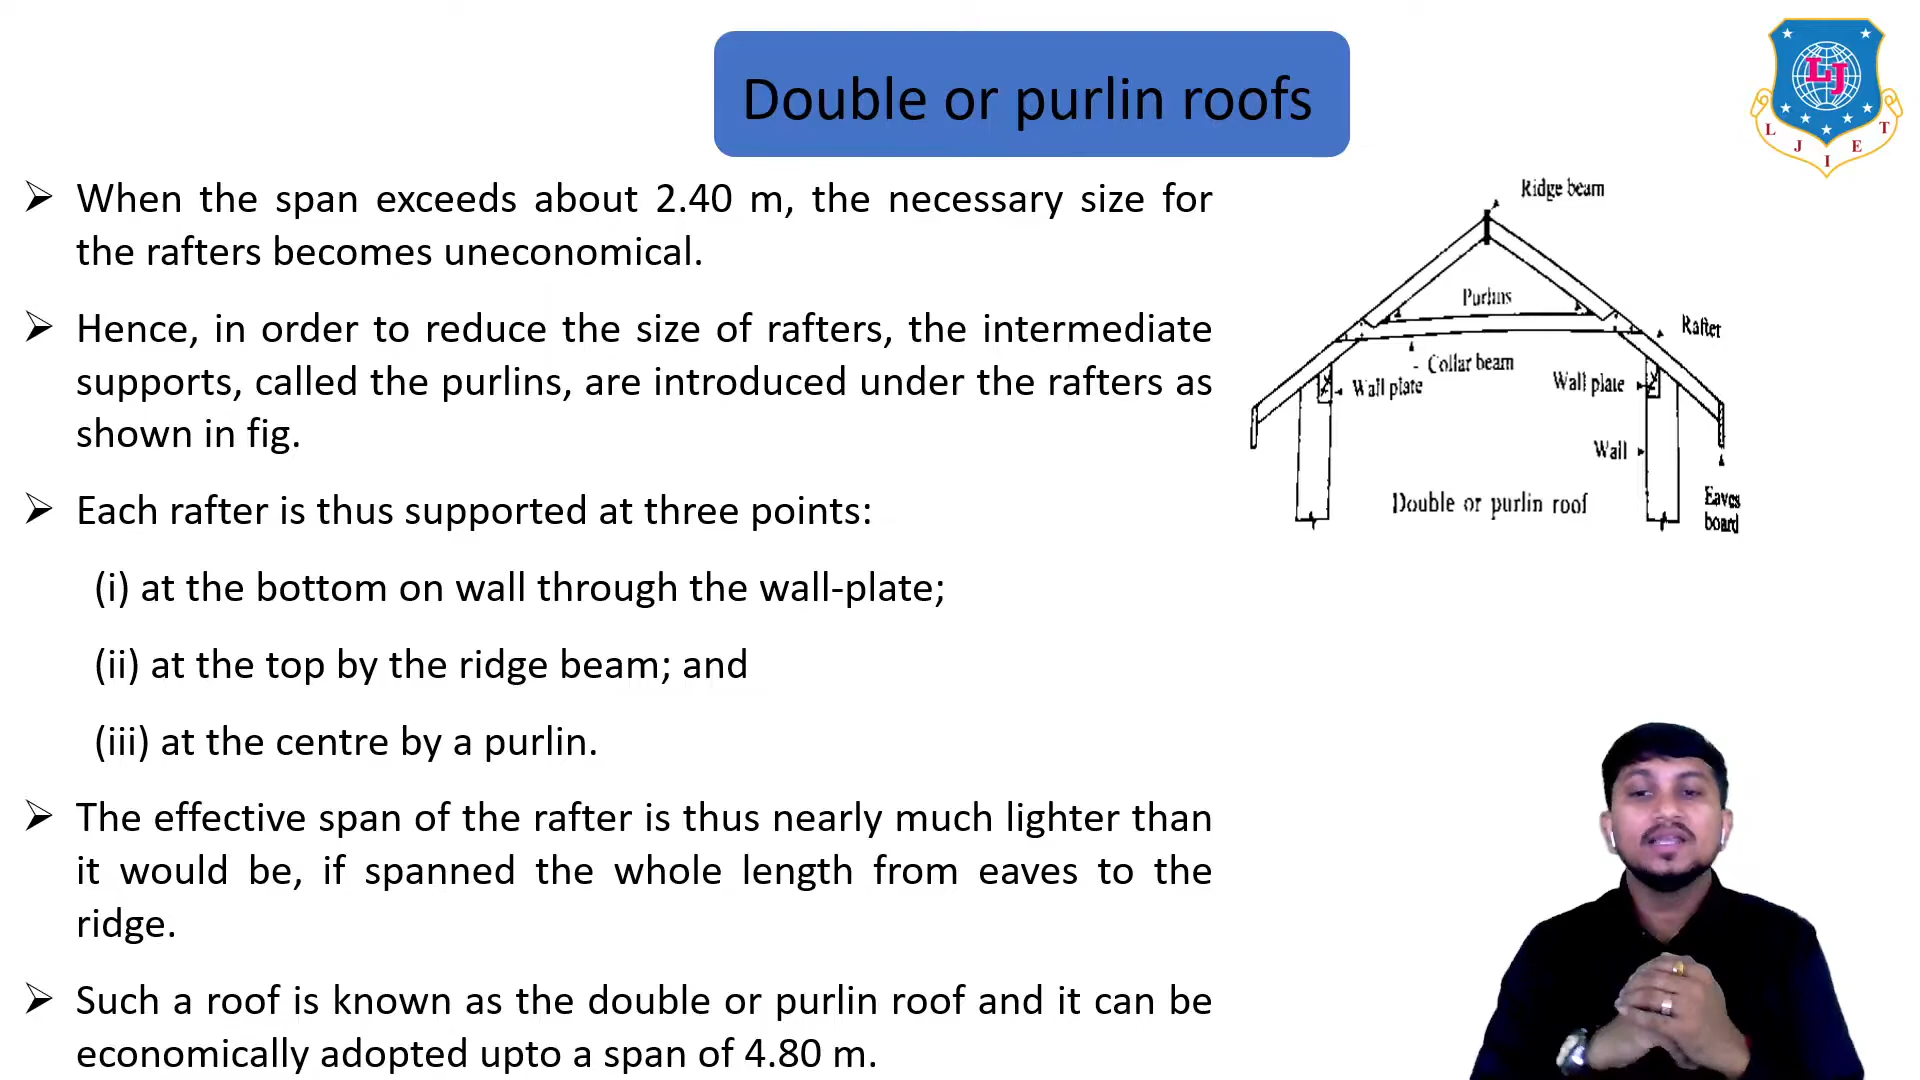 Double or purlin roofs
LJ
L J I E T
➢ When the span exceeds about 2.40 m, the necessary size for
the rafters becomes uneconomical.
➢ Hence, in order to reduce the size of rafters, the intermediate
supports, called the purlins, are introduced under the rafters as
shown in fig.
➢ Each rafter is thus supported at three points:
(i) at the bottom on wall through the wall-plate;
(ii) at the top by the ridge beam; and
(iii) at the centre by a purlin.
➢ The effective span of the rafter is thus nearly much lighter than
it would be, if spanned the whole length from eaves to the
ridge.
➢ Such a roof is known as the double or purlin roof and it can be
economically adopted upto a span of 4.80 m.
Ridge beam
Purlins
Rafter
Collar beam
Wall plate
Wall plate
Wall
Double or purlin roof
Eaves
board